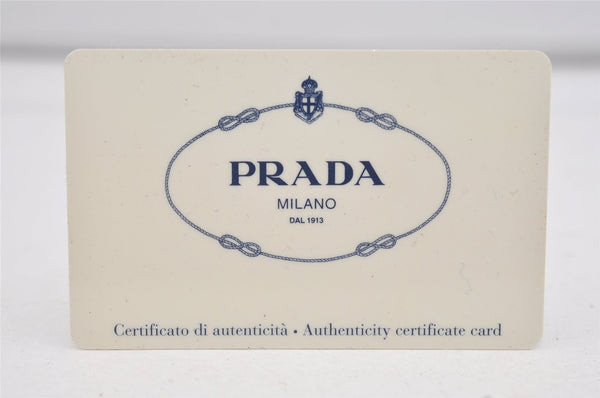 PRADA
MILANO
DAL 1913
Certificato di autenticità • Authenticity certificate card